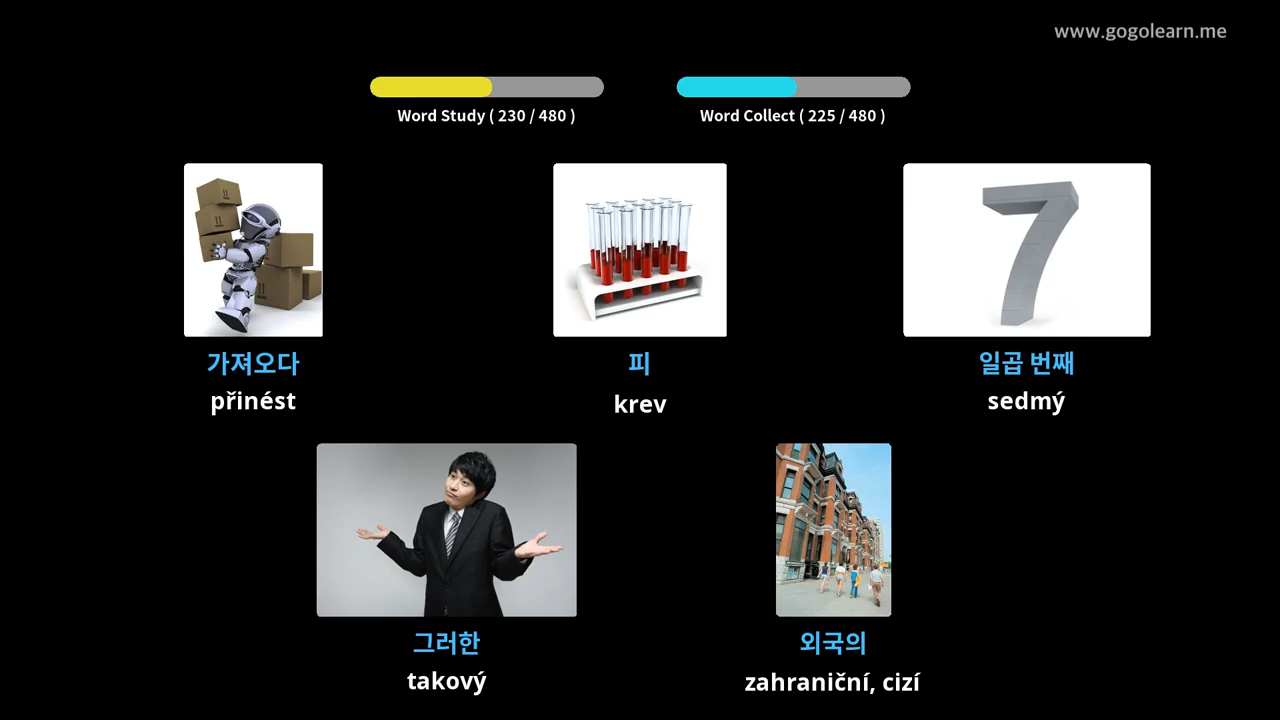 www.gogolearn.me
Word Study ( 230 / 480 )
Word Collect ( 225 / 480 )
가져오다
přinést
피
krev
일곱 번째
sedmý
그러한
takový
외국의
zahraniční, cizí